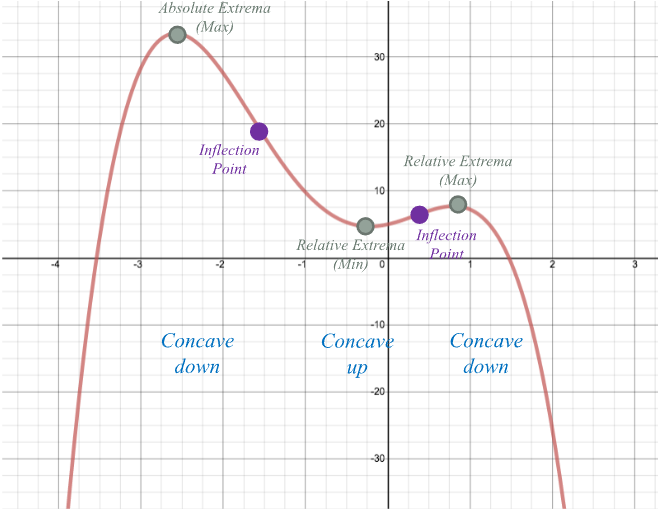 Absolute Extrema
(Max)
30
20
Inflection
Point
Relative Extrema
(Max)
10
Relative Extrema
(Min)
Inflection
Point
-4
-3
-2
-1
0
1
2
3
-10
Concave
down
Concave
up
Concave
down
-20
-30